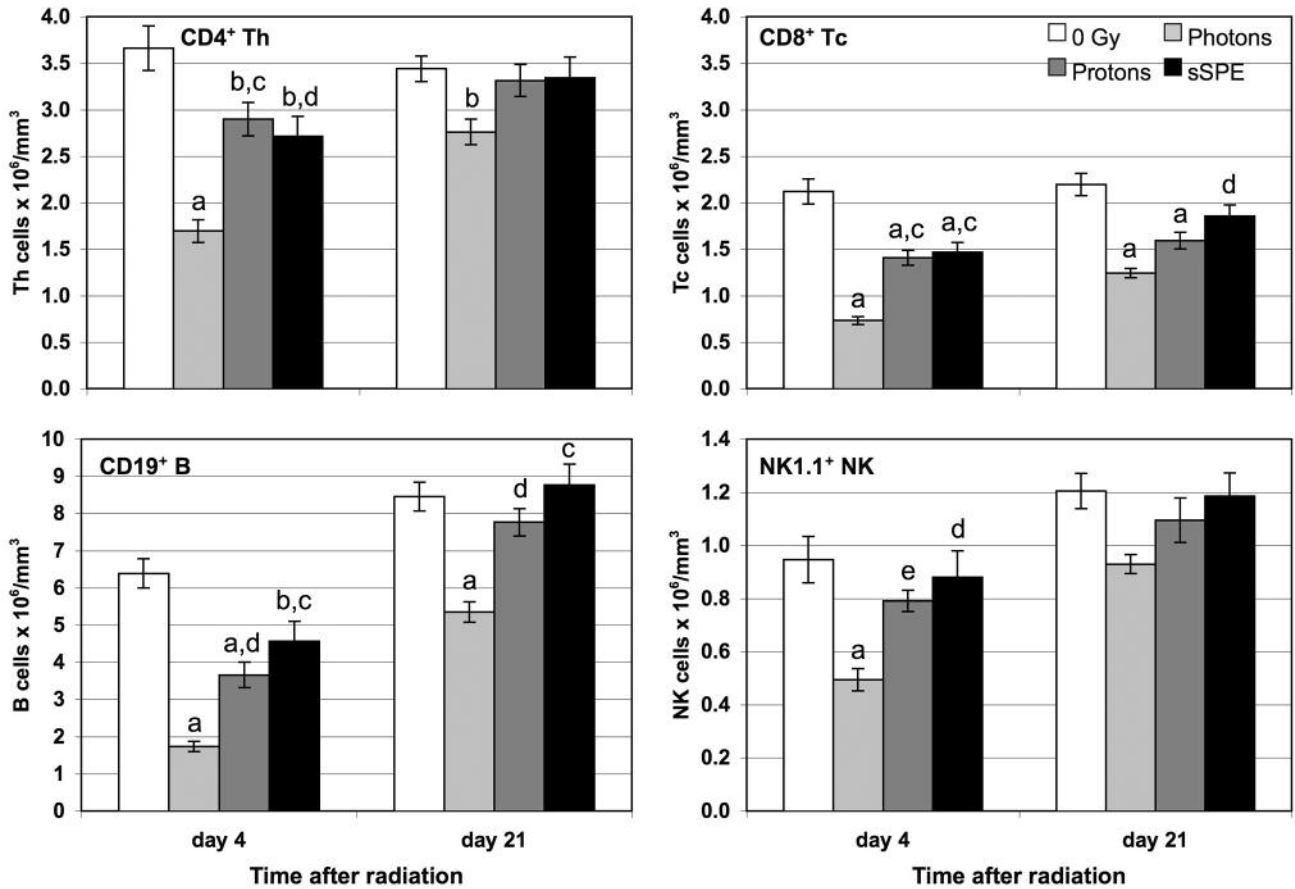 CD4⁺ Th
Th cells x 10⁶/mm³
4.0
3.5
3.0
2.5
2.0
1.5
1.0
0.5
0.0
a
b,c
b,d
b
CD8⁺ Tc
0 Gy
Photons
Protons
sSPE
Tc cells x 10⁶/mm³
4.0
3.5
3.0
2.5
2.0
1.5
1.0
0.5
0.0
a
a,c
a,c
a
a
d
CD19⁺ B
B cells x 10⁶/mm³
10
9
8
7
6
5
4
3
2
1
0
a
a,d
b,c
a
d
c
day 4
day 21
Time after radiation
NK1.1⁺ NK
NK cells x 10⁶/mm³
1.4
1.2
1.0
0.8
0.6
0.4
0.2
0.0
a
e
d
day 4
day 21
Time after radiation